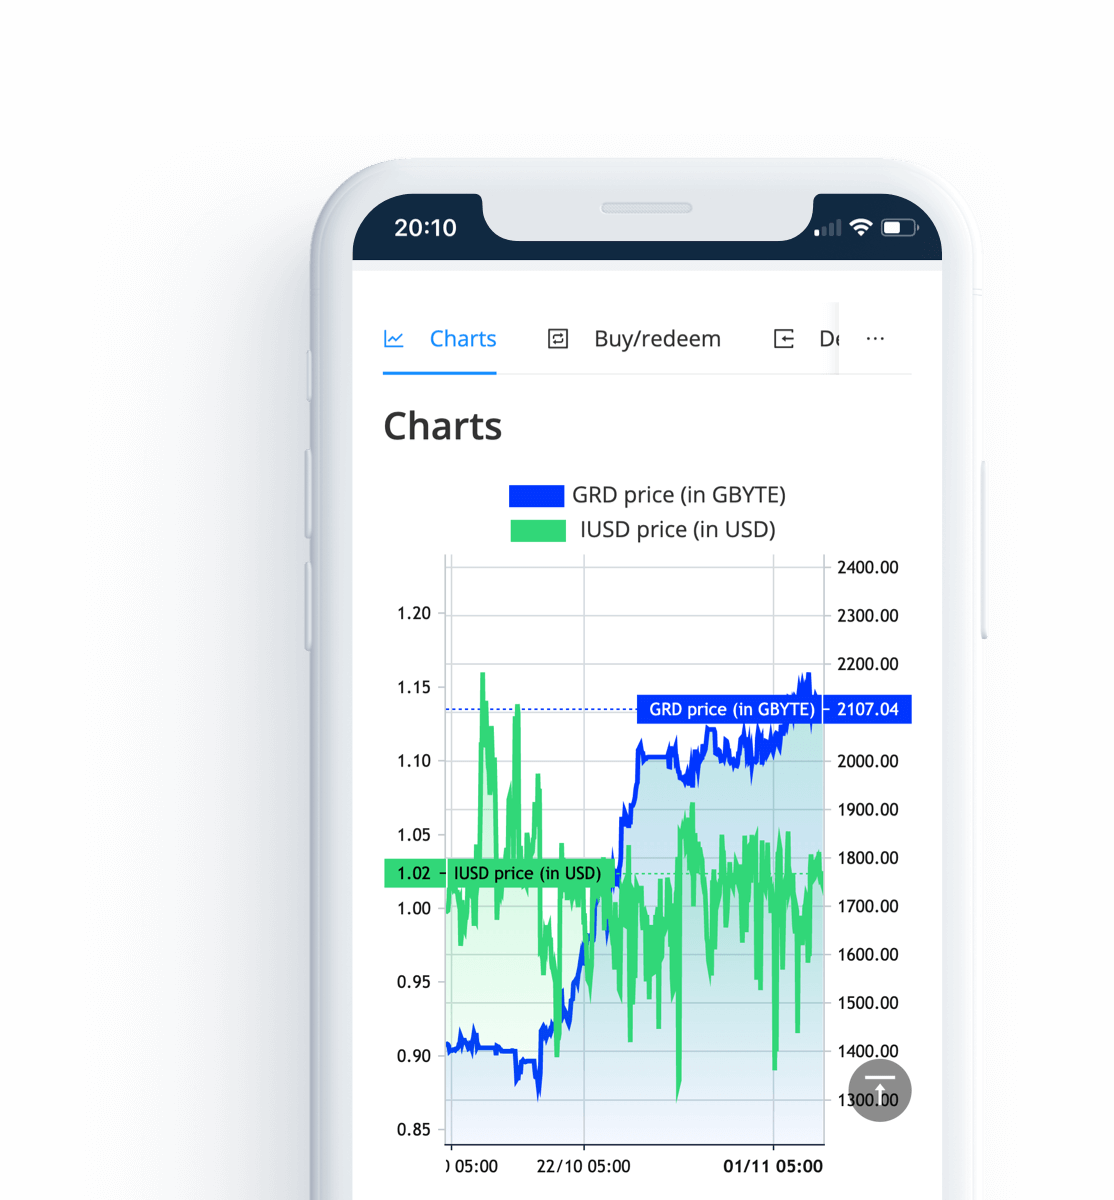 20:10
Charts Buy/redeem De ...
Charts
GRD price (in GBYTE)
IUSD price (in USD)
2400.00
1.20 2300.00
2200.00
1.15
GRD price (in GBYTE) 2107.04
1.10 2000.00
1900.00
1.05
1800.00
1.02 IUSD price (in USD)
1.00 1700.00
1600.00
0.95
1500.00
0.90 1400.00
1300.00
0.85
05:00 22/10 05:00 01/11 05:00